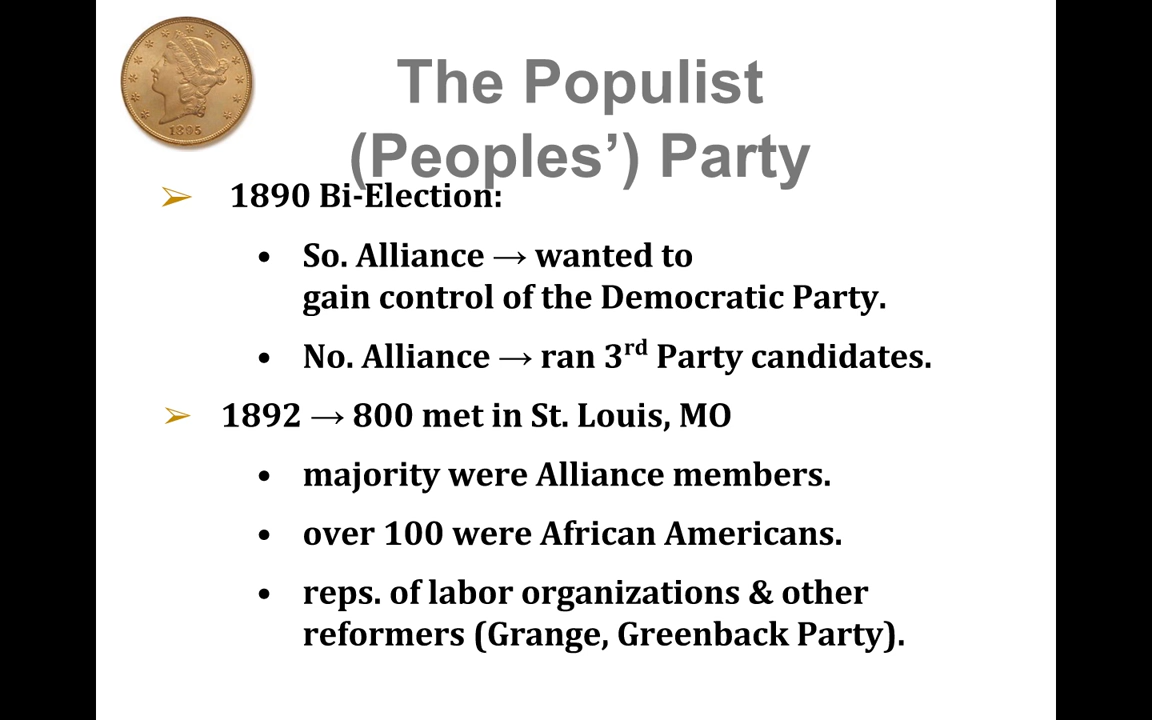 The Populist
(Peoples’) Party
➢ 1890 Bi-Election:
• So. Alliance → wanted to
gain control of the Democratic Party.
• No. Alliance → ran 3rd Party candidates.
➢ 1892 → 800 met in St. Louis, MO
• majority were Alliance members.
• over 100 were African Americans.
• reps. of labor organizations & other
reformers (Grange, Greenback Party).
1895